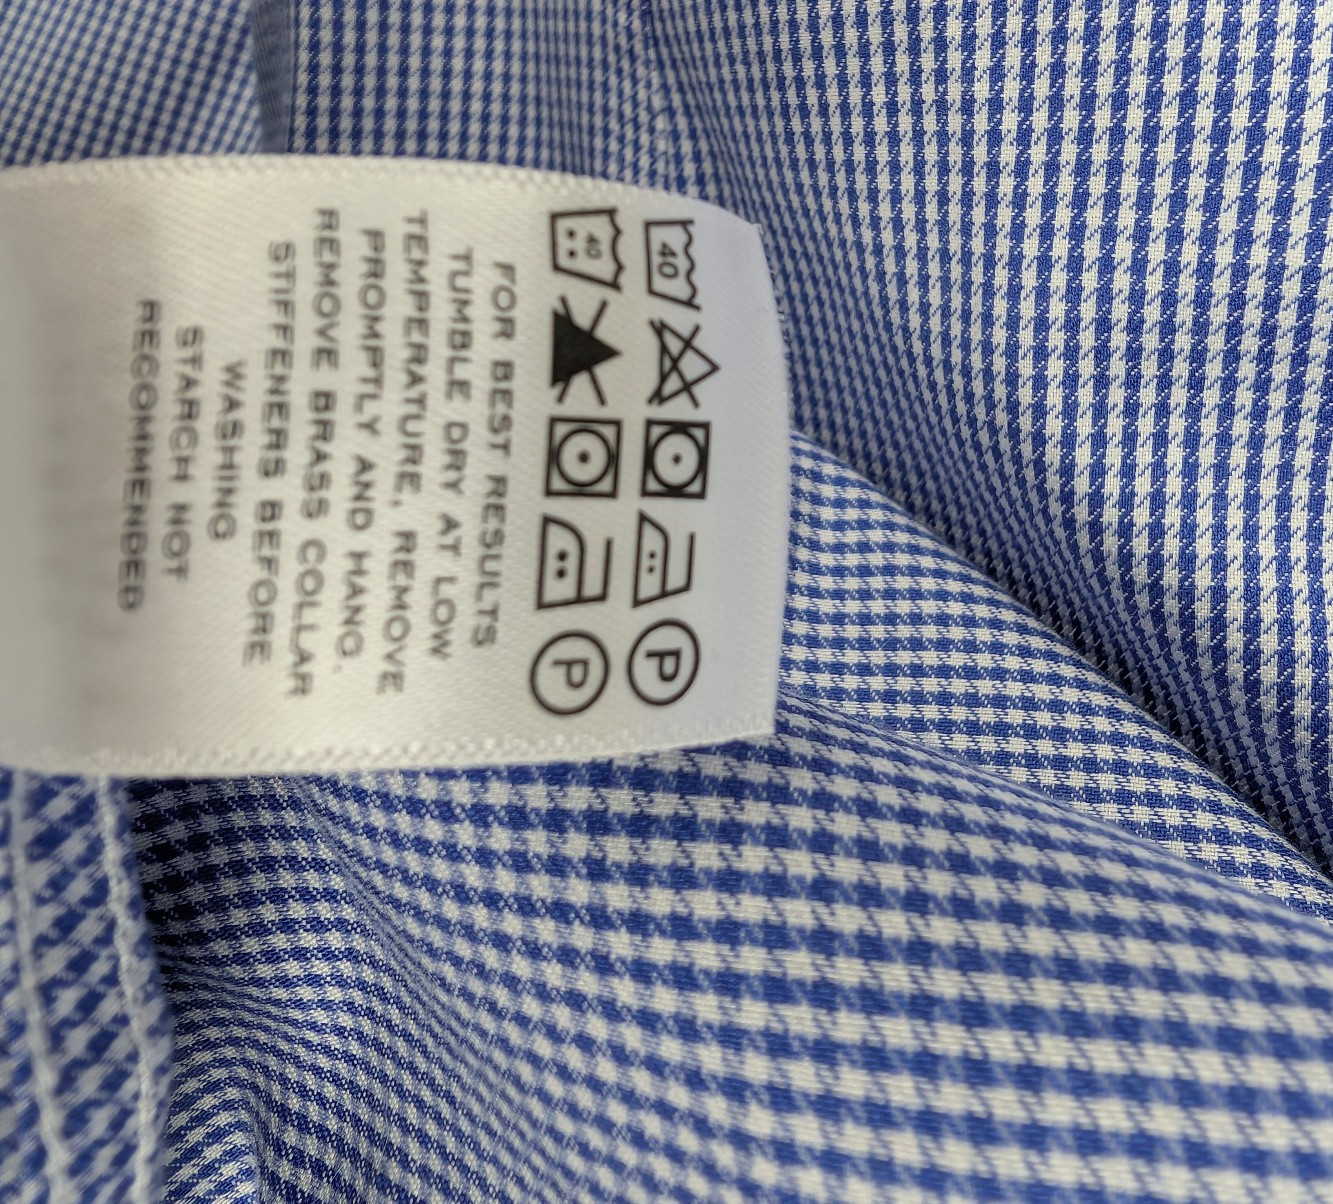 40
40
P
P
FOR BEST RESULTS
TUMBLE DRY AT LOW
TEMPERATURE, REMOVE
PROMPTLY AND HANG.
REMOVE BRASS COLLAR
STIFFENERS BEFORE
WASHING
STARCH NOT
RECOMMENDED